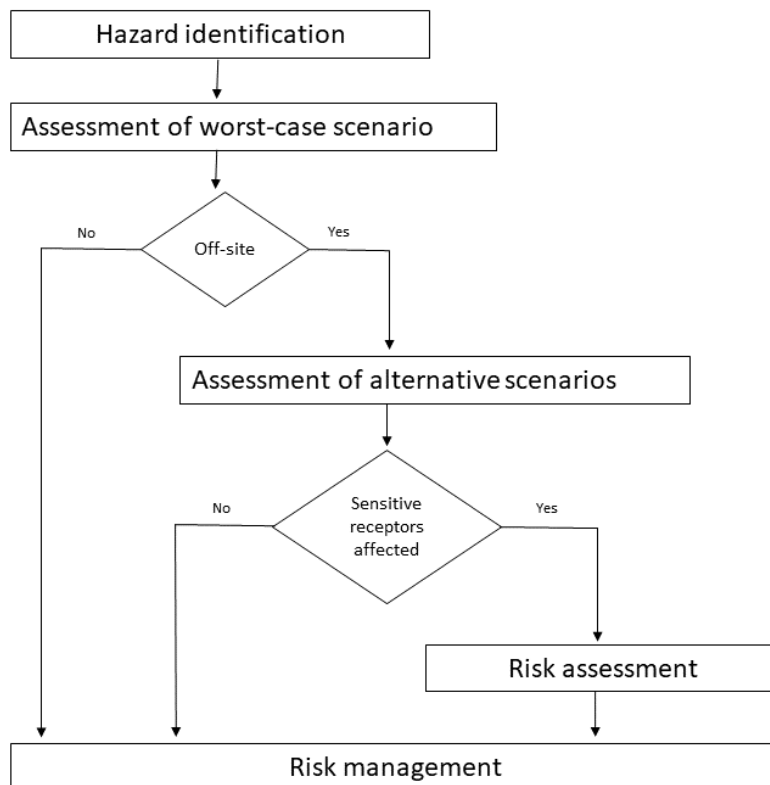 Hazard identification
Assessment of worst-case scenario
No
Off-site
Yes
Assessment of alternative scenarios
No
Sensitive
receptors
affected
Yes
Risk assessment
Risk management